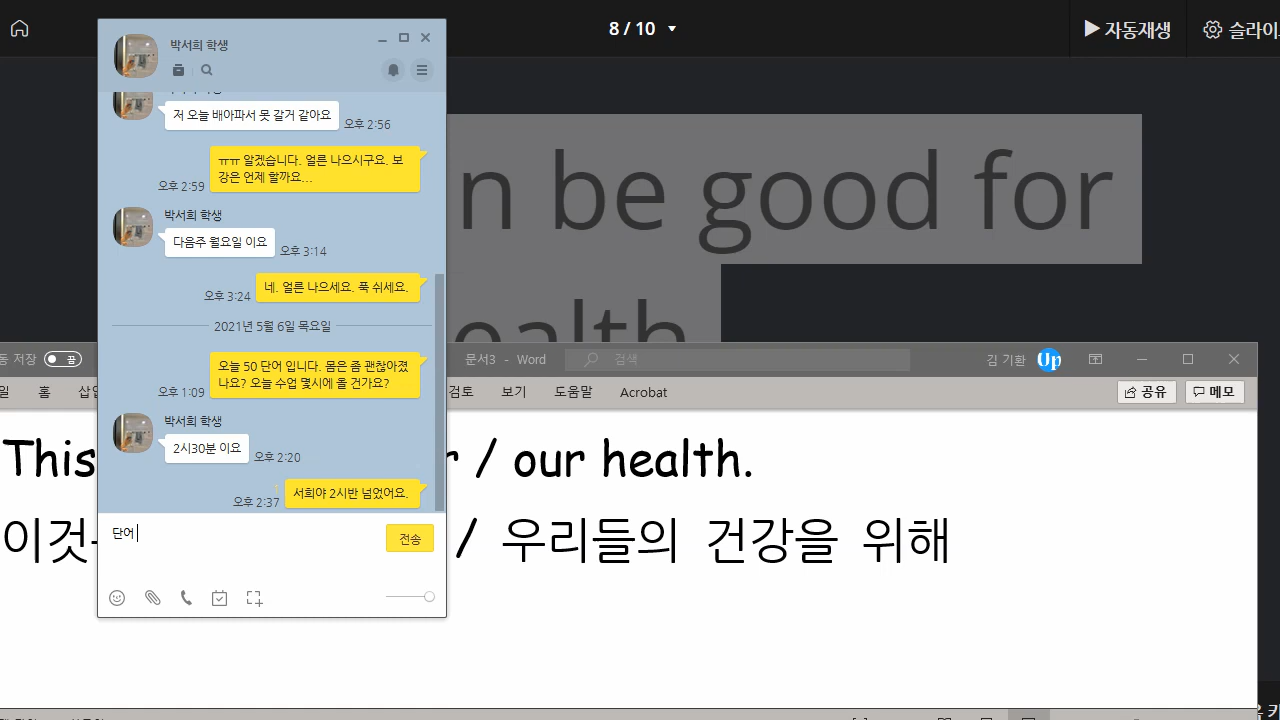 8 / 10
자동재생
슬라이
박서희 학생
저 오늘 배아파서 못 갈거 같아요
오후 2:56
ㅠㅠ 알겠습니다. 얼른 나으시구요. 보
강은 언제 할까요...
오후 2:59
박서희 학생
다음주 월요일 이요
오후 3:14
네. 얼른 나으세요. 푹 쉬세요.
오후 3:24
2021년 5월 6일 목요일
오늘 50 단어 입니다. 몸은 좀 괜찮아졌
나요? 오늘 수업 몇시에 올 건가요?
오후 1:09
박서희 학생
2시30분 이요
오후 2:20
1
서희야 2시반 넘었어요.
오후 2:37
단어
전송
n be good for
ealth
동 저장 끔
문서3 - Word
검색
김 기환
Up
일 홈 삽입 검토 보기 도움말 Acrobat
공유 메모
This r / our health.
이것 / 우리들의 건강을 위해